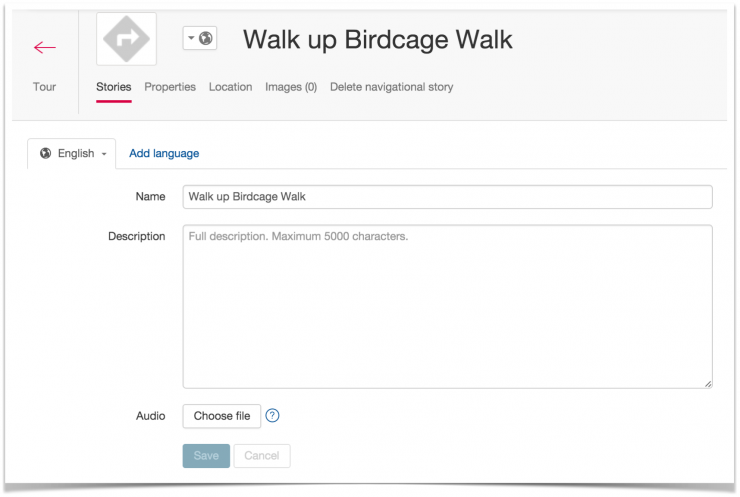 Walk up Birdcage Walk
Tour Stories Properties Location Images (0) Delete navigational story
English Add language
Name Walk up Birdcage Walk
Description Full description. Maximum 5000 characters.
Audio Choose file ?
Save Cancel